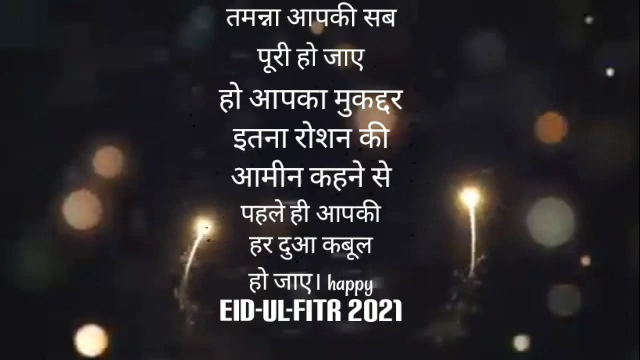 तमन्ना आपकी सब
पूरी हो जाए
हो आपका मुकद्दर
इतना रोशन की
आमीन कहने से
पहले ही आपकी
हर दुआ कबूल
हो जाए। happy
EID-UL-FITR 2021